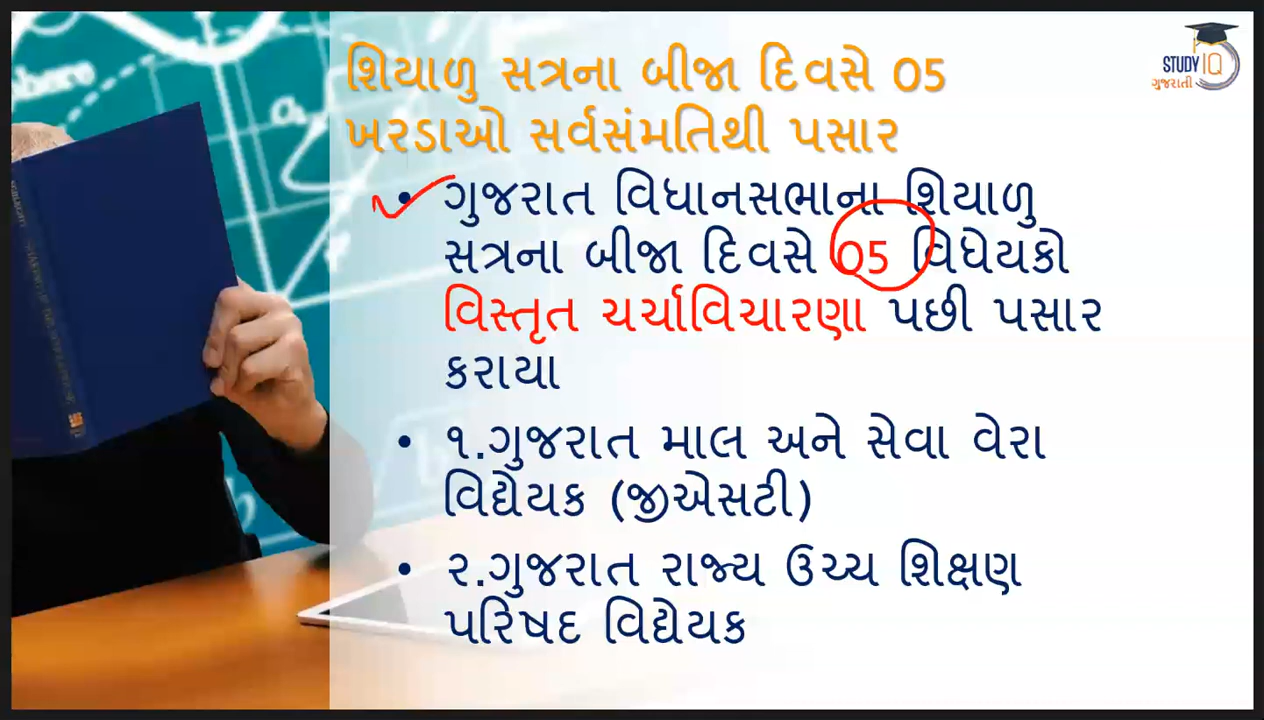 શિયાળુ સત્રના બીજા દિવસે 05
ખરડાઓ સર્વસંમતિથી પસાર
STUDY IQ
ગુજરાતી
• ગુજરાત વિધાનસભાના શિયાળુ
સત્રના બીજા દિવસે 05 વિધેયકો
વિસ્તૃત ચર્ચાવિચારણા પછી પસાર
કરાયા
• ૧.ગુજરાત માલ અને સેવા વેરા
વિદ્યેયક (જીએસટી)
• ૨.ગુજરાત રાજ્ય ઉચ્ચ શિક્ષણ
પરિષદ વિદ્યેયક